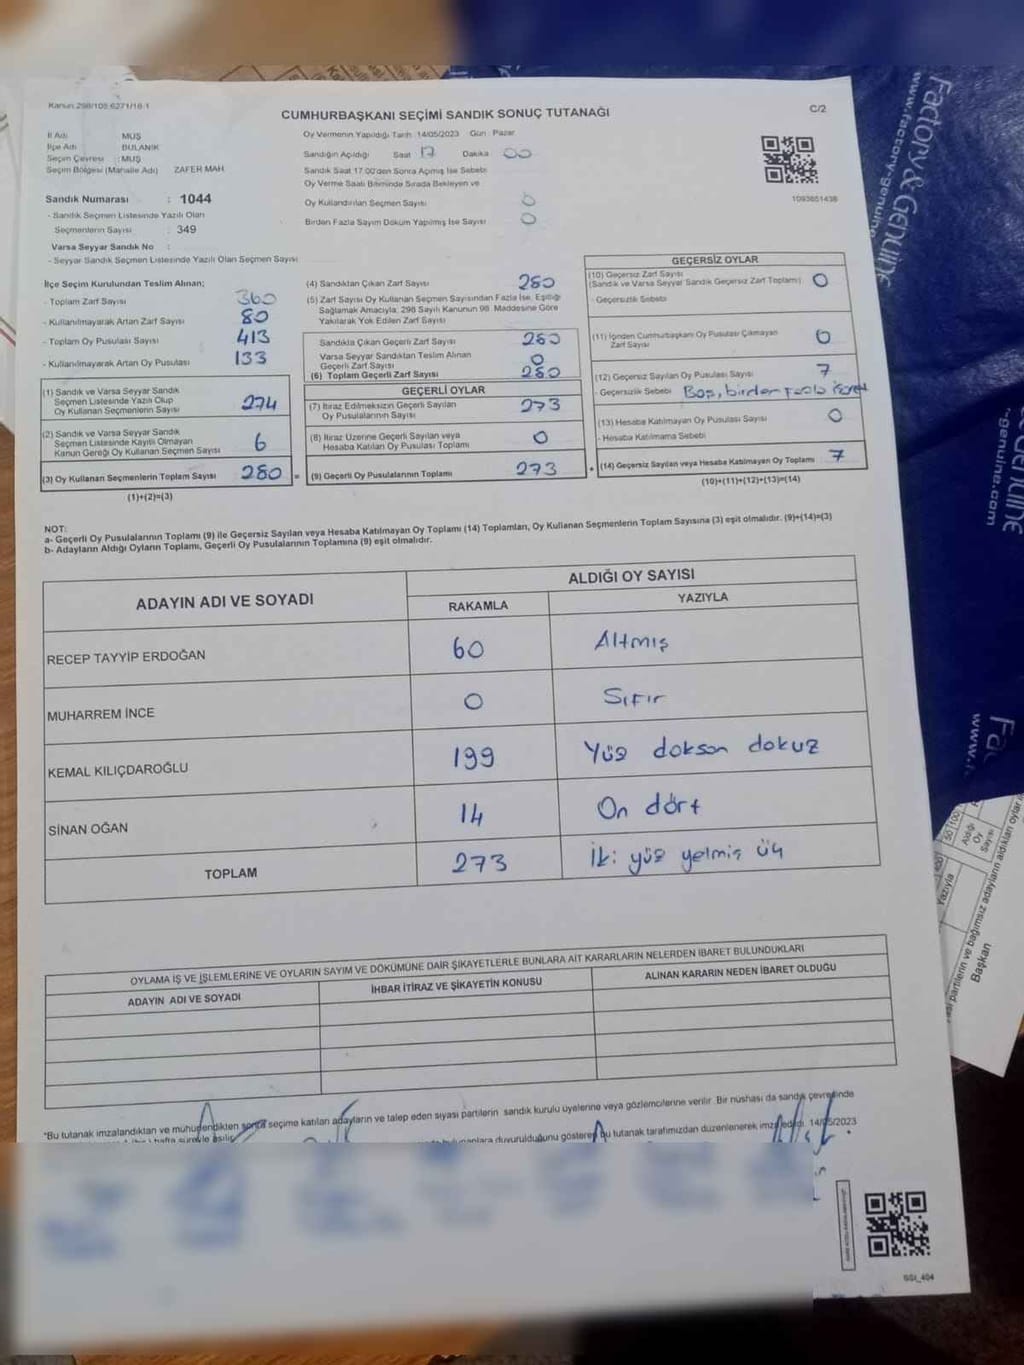 Kanun 298/105 6271/16-1
CUMHURBAŞKANI SEÇİMİ SANDIK SONUÇ TUTANAĞI
C/2
İl Adı MUŞ
İlçe Adı BULANIK
Seçim Çevresi : MUŞ
Seçim Bölgesi (Mahalle Adı) ZAFER MAH
Sandık Numarası : 1044
- Sandık Seçmen Listesinde Yazılı Olan
Seçmenlerin Sayısı : 349
Varsa Seyyar Sandık No :
- Seyyar Sandık Seçmen Listesinde Yazılı Olan Seçmen Sayısı
Oy Vermenin Yapıldığı Tarih 14/05/2023 Gün : Pazar
Sandığın Açıldığı Saat 17 Dakika 00
Sandık Saat 17.00'den Sonra Açılmış İse Sebebi
Oy Verme Saati Bitiminde Sırada Bekleyen ve
Oy Kullandırılan Seçmen Sayısı 0
Birden Fazla Sayım Döküm Yapılmış İse Sayısı 0
1093651438
İlçe Seçim Kurulundan Teslim Alınan;
- Toplam Zarf Sayısı 360
- Kullanılmayarak Artan Zarf Sayısı 80
- Toplam Oy Pusulası Sayısı 413
- Kullanılmayarak Artan Oy Pusulası 133
(1) Sandık ve Varsa Seyyar Sandık
Seçmen Listesinde Yazılı Olup
Oy Kullanan Seçmenlerin Sayısı 274
(2) Sandık ve Varsa Seyyar Sandık
Seçmen Listesinde Kayıtlı Olmayan
Kanun Gereği Oy Kullanan Seçmen Sayısı 6
(3) Oy Kullanan Seçmenlerin Toplam Sayısı 280 =
(1)+(2)=(3)
(4) Sandıktan Çıkan Zarf Sayısı 280
(5) Zarf Sayısı Oy Kullanan Seçmen Sayısından Fazla İse, Eşitliği
Sağlamak Amacıyla; 298 Sayılı Kanunun 98. Maddesine Göre
Yakılarak Yok Edilen Zarf Sayısı
Sandıkta Çıkan Geçerli Zarf Sayısı 280
Varsa Seyyar Sandıktan Teslim Alınan
Geçerli Zarf Sayısı 0
(6) Toplam Geçerli Zarf Sayısı 280
GEÇERLİ OYLAR
(7) İtiraz Edilmeksizin Geçerli Sayılan
Oy Pusulalarının Sayısı 273
(8) İtiraz Üzerine Geçerli Sayılan veya
Hesaba Katılan Oy Pusulası Toplamı 0
(9) Geçerli Oy Pusulalarının Toplamı 273 +
GEÇERSİZ OYLAR
(10) Geçersiz Zarf Sayısı
(Sandık ve Varsa Seyyar Sandık Geçersiz Zarf Toplamı) 0
- Geçersizlik Sebebi
(11) İçinden Cumhurbaşkanı Oy Pusulası Çıkmayan
Zarf Sayısı 0
(12) Geçersiz Sayılan Oy Pusulası Sayısı 7
- Geçersizlik Sebebi Boş, birden fazla işaret
(13) Hesaba Katılmayan Oy Pusulası Sayısı 0
- Hesaba Katılmama Sebebi
(14) Geçersiz Sayılan veya Hesaba Katılmayan Oy Toplamı 7
(10)+(11)+(12)+(13)=(14)
NOT:
a- Geçerli Oy Pusulalarının Toplamı (9) ile Geçersiz Sayılan veya Hesaba Katılmayan Oy Toplamı (14) Toplamları, Oy Kullanan Seçmenlerin Toplam Sayısına (3) eşit olmalıdır. (9)+(14)=(3)
b- Adayların Aldığı Oyların Toplamı, Geçerli Oy Pusulalarının Toplamına (9) eşit olmalıdır.
ADAYIN ADI VE SOYADI
ALDIĞI OY SAYISI
RAKAMLA YAZIYLA
RECEP TAYYİP ERDOĞAN 60 Altmış
MUHARREM İNCE 0 Sıfır
KEMAL KILIÇDAROĞLU 199 Yüz doksan dokuz
SİNAN OĞAN 14 On dört
TOPLAM 273 İki yüz yetmiş üç
OYLAMA İŞ VE İŞLEMLERİNE VE OYLARIN SAYIM VE DÖKÜMÜNE DAİR ŞİKAYETLERLE BUNLARA AİT KARARLARIN NELERDEN İBARET BULUNDUKLARI
ADAYIN ADI VE SOYADI İHBAR İTİRAZ VE ŞİKAYETİN KONUSU ALINAN KARARIN NEDEN İBARET OLDUĞU
*Bu tutanak imzalandıktan ve mühürlendikten sonra seçime katılan adayların ve talep eden siyasi partilerin sandık kurulu üyelerine veya gözlemcilerine verilir. Bir nüshası da sandık çevresinde
hafta süreyle asılır duyurulduğunu gösteren bu tutanak tarafımızdan düzenlenerek imza edildi. 14/05/2023
SSI_404
Factory & Genuine
www.factory-genuine
-genuine.com
www.
50 100
Aldığı
Oy
Sayısı
Yazıyla
partilerin ve bağımsız adayların aldıkları oylar
Başkan